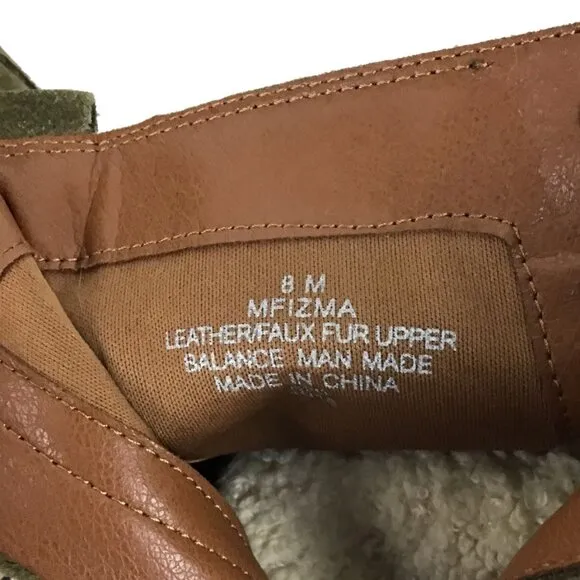 8 M
MFIZMA
LEATHER/FAUX FUR UPPER
BALANCE MAN MADE
MADE IN CHINA